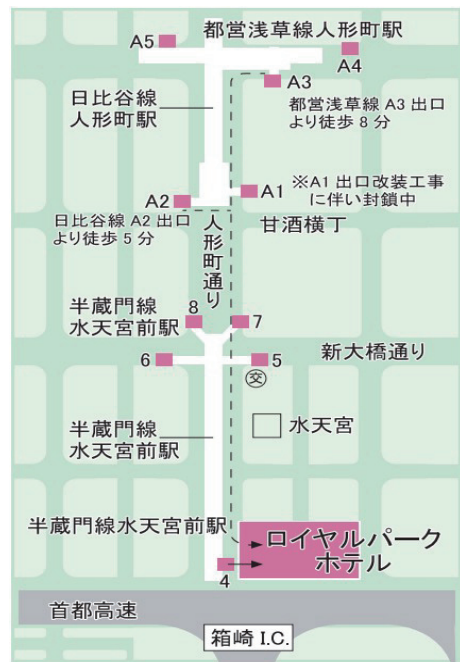 都営浅草線人形町駅
A5
A4
A3
日比谷線
人形町駅
都営浅草線 A3 出口
より徒歩 8 分
A1
※A1 出口改装工事
に伴い封鎖中
A2
日比谷線 A2 出口
より徒歩 5 分
甘酒横丁
人形町通り
半蔵門線
水天宮前駅
8
7
新大橋通り
6
5
交
半蔵門線
水天宮前駅
水天宮
半蔵門線水天宮前駅
ロイヤルパーク
ホテル
4
首都高速
箱崎 I.C.